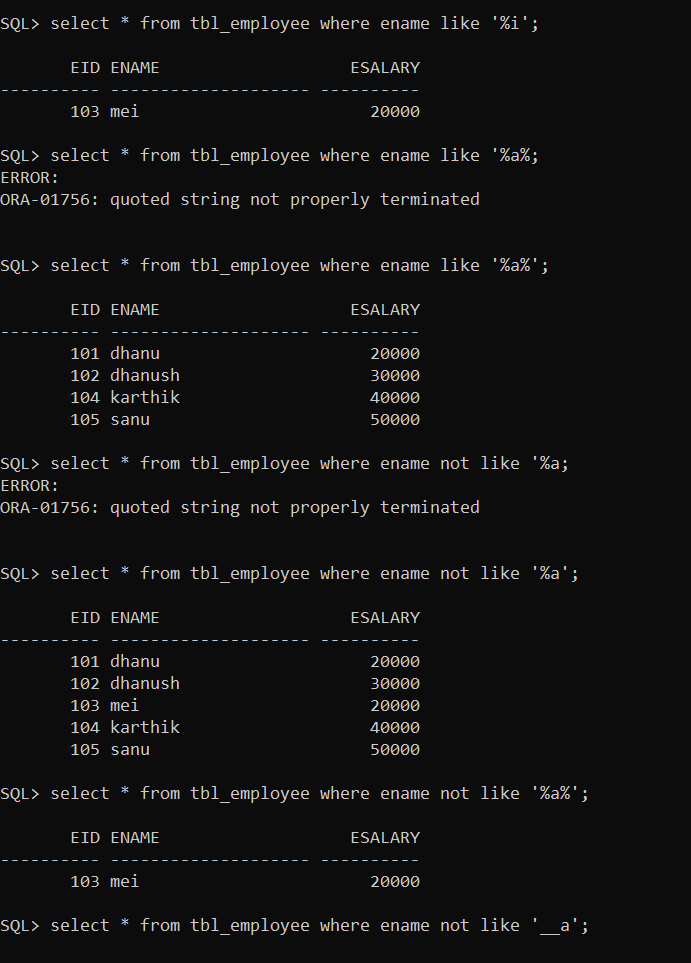 SQL> select * from tbl_employee where ename like '%i';
       EID ENAME                   ESALARY
---------- -------------------- ----------
       103 mei                       20000
SQL> select * from tbl_employee where ename like '%a%;
ERROR:
ORA-01756: quoted string not properly terminated
SQL> select * from tbl_employee where ename like '%a%';
       EID ENAME                   ESALARY
---------- -------------------- ----------
       101 dhanu                     20000
       102 dhanush                   30000
       104 karthik                   40000
       105 sanu                      50000
SQL> select * from tbl_employee where ename not like '%a;
ERROR:
ORA-01756: quoted string not properly terminated
SQL> select * from tbl_employee where ename not like '%a';
       EID ENAME                   ESALARY
---------- -------------------- ----------
       101 dhanu                     20000
       102 dhanush                   30000
       103 mei                       20000
       104 karthik                   40000
       105 sanu                      50000
SQL> select * from tbl_employee where ename not like '%a%';
       EID ENAME                   ESALARY
---------- -------------------- ----------
       103 mei                       20000
SQL> select * from tbl_employee where ename not like '__a';